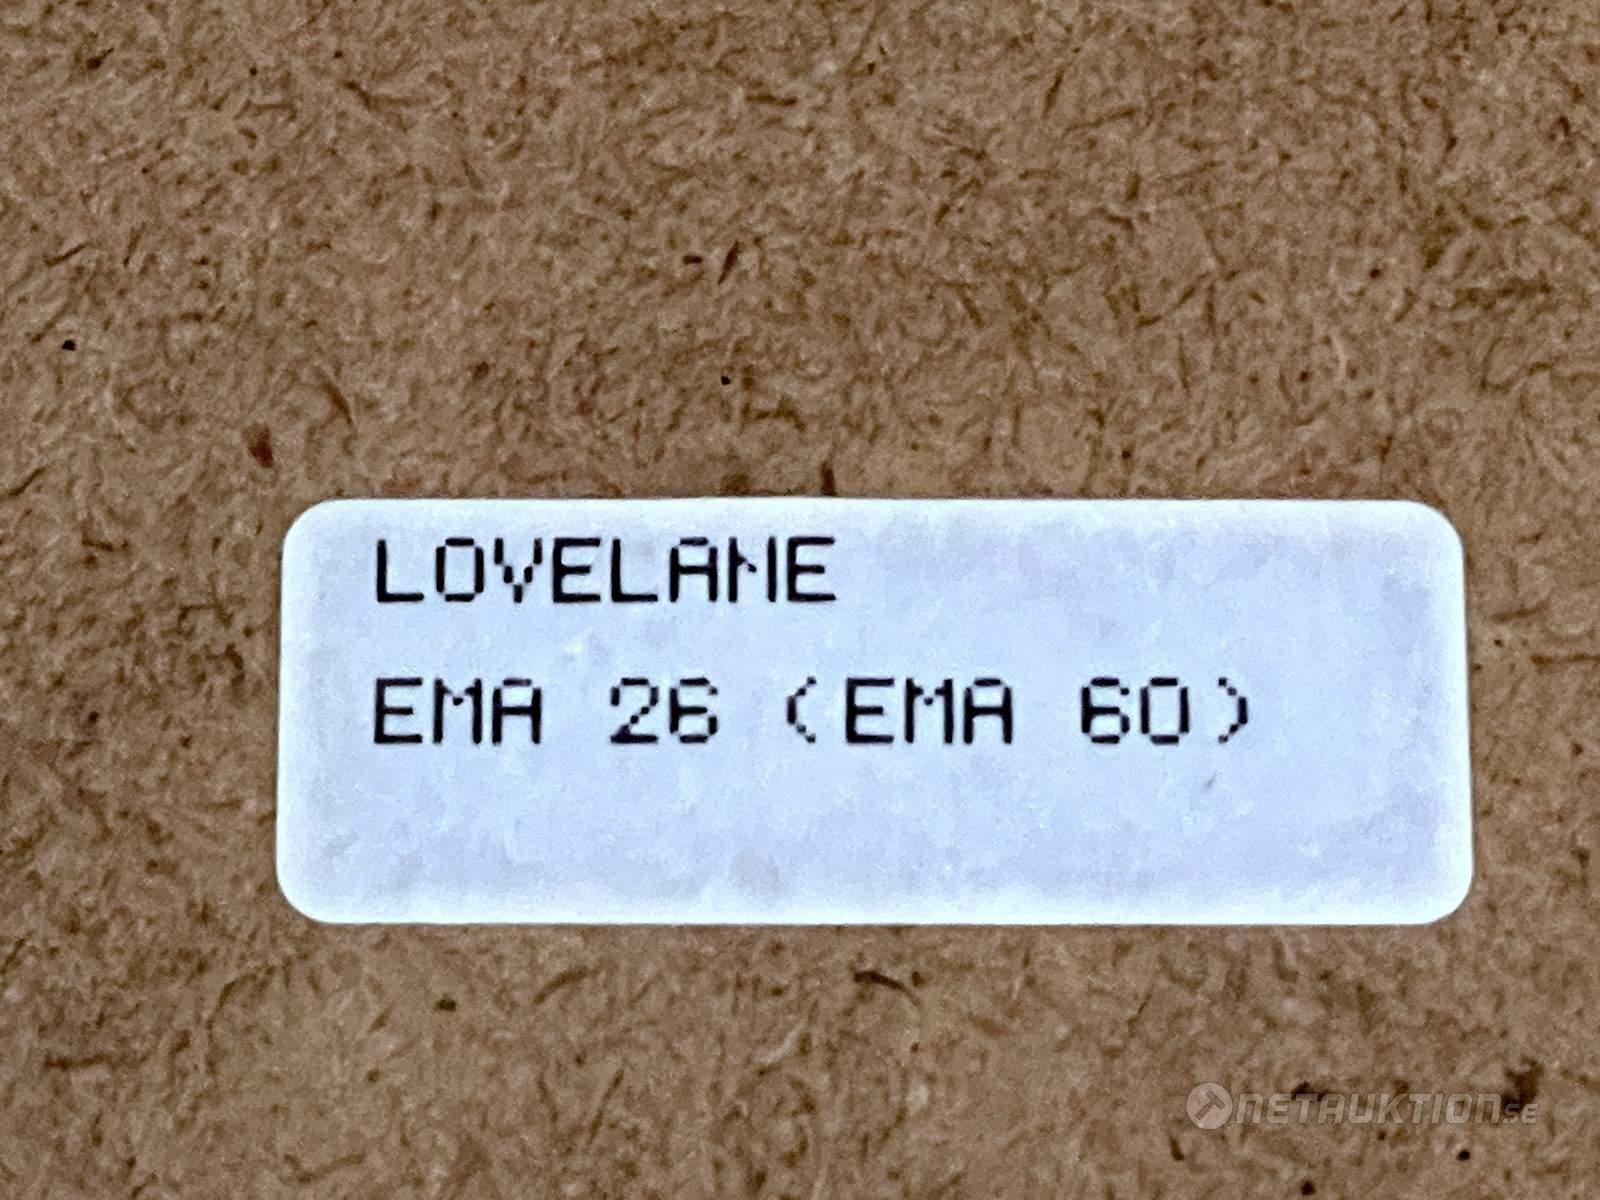 LOVELANE
EMA 26 (EMA 60)
NETAUKTION.SE